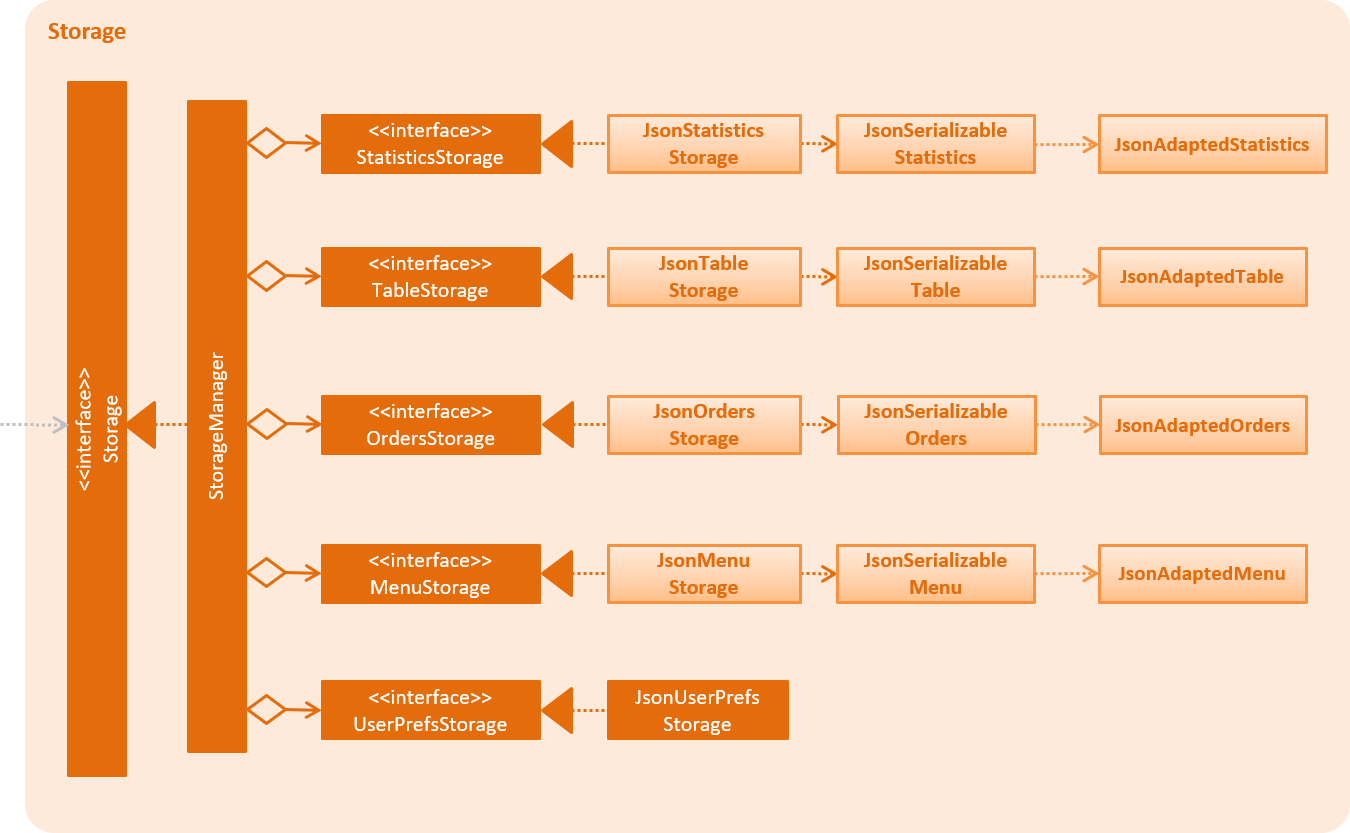 Storage
<<interface>>
Storage
StorageManager
<<interface>>
StatisticsStorage
JsonStatistics
Storage
JsonSerializable
Statistics
JsonAdaptedStatistics
<<interface>>
TableStorage
JsonTable
Storage
JsonSerializable
Table
JsonAdaptedTable
<<interface>>
OrdersStorage
JsonOrders
Storage
JsonSerializable
Orders
JsonAdaptedOrders
<<interface>>
MenuStorage
JsonMenu
Storage
JsonSerializable
Menu
JsonAdaptedMenu
<<interface>>
UserPrefsStorage
JsonUserPrefs
Storage